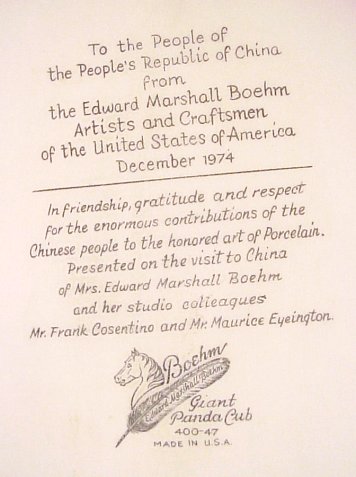 To the People of
the People's Republic of China
from
the Edward Marshall Boehm
Artists and Craftsmen
of the United States of America
December 1974
In friendship, gratitude and respect
for the enormous contributions of the
Chinese people to the honored art of Porcelain.
Presented on the visit to China
of Mrs. Edward Marshall Boehm
and her studio colleagues
Mr. Frank Cosentino and Mr. Maurice Eyeington.
Boehm
Edward Marshall Boehm
Giant
Panda Cub
400-47
MADE IN U.S.A.